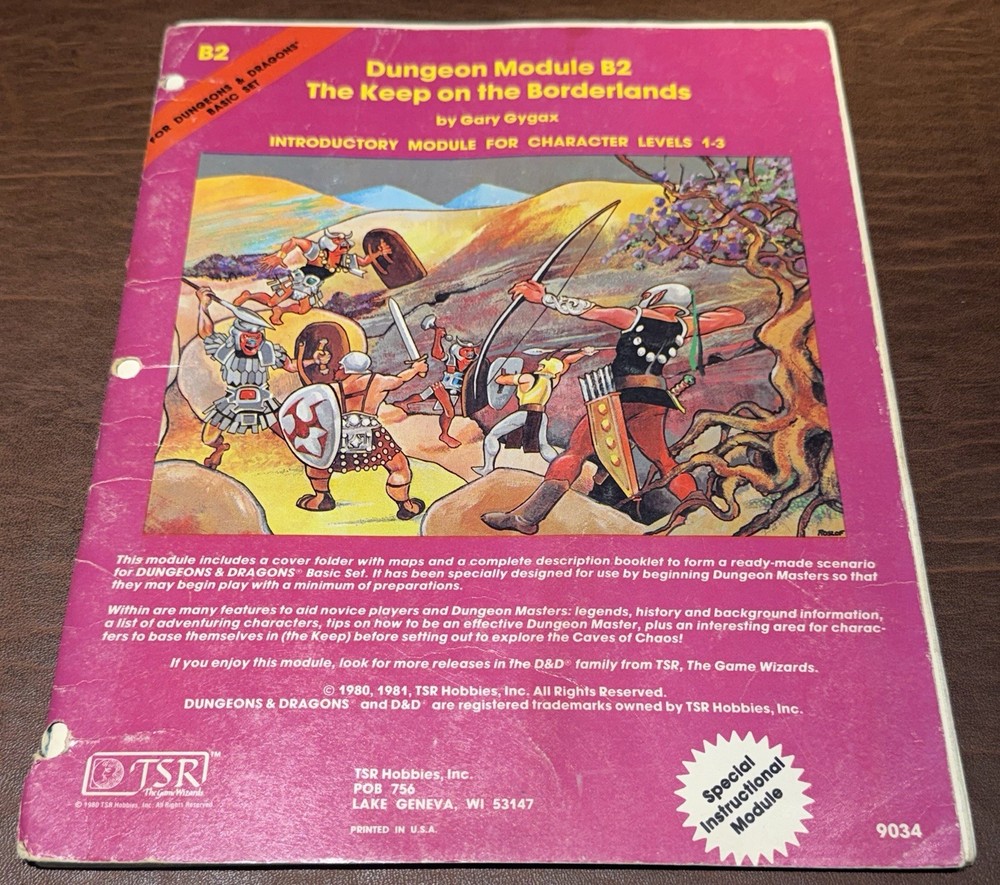 B2
FOR DUNGEONS & DRAGONS®
BASIC SET
Dungeon Module B2
The Keep on the Borderlands
by Gary Gygax
INTRODUCTORY MODULE FOR CHARACTER LEVELS 1-3
ROSLOF
This module includes a cover folder with maps and a complete description booklet to form a ready-made scenario
for DUNGEONS & DRAGONS® Basic Set. It has been specially designed for use by beginning Dungeon Masters so that
they may begin play with a minimum of preparations.
Within are many features to aid novice players and Dungeon Masters: legends, history and background information,
a list of adventuring characters, tips on how to be an effective Dungeon Master, plus an interesting area for charac-
ters to base themselves in (the Keep) before setting out to explore the Caves of Chaos!
If you enjoy this module, look for more releases in the D&D® family from TSR, The Game Wizards.
© 1980, 1981, TSR Hobbies, Inc. All Rights Reserved.
DUNGEONS & DRAGONS® and D&D® are registered trademarks owned by TSR Hobbies, Inc.
TSR™
The Game Wizards
© 1980 TSR Hobbies, Inc. All Rights Reserved.
TSR Hobbies, Inc.
POB 756
LAKE GENEVA, WI 53147
PRINTED IN U.S.A.
Special
Instructional
Module
9034